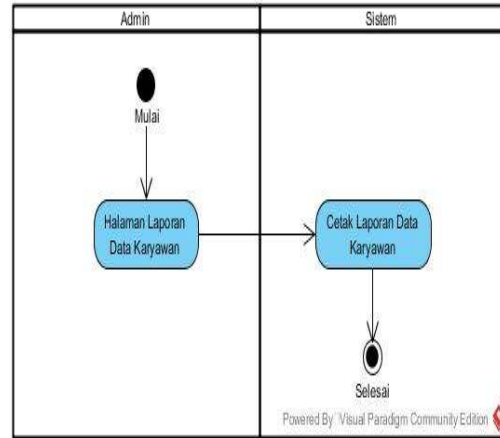 Admin
Sistem
Mulai
Halaman Laporan
Data Karyawan
Cetak Laporan Data
Karyawan
Selesai
Powered By Visual Paradigm Community Edition